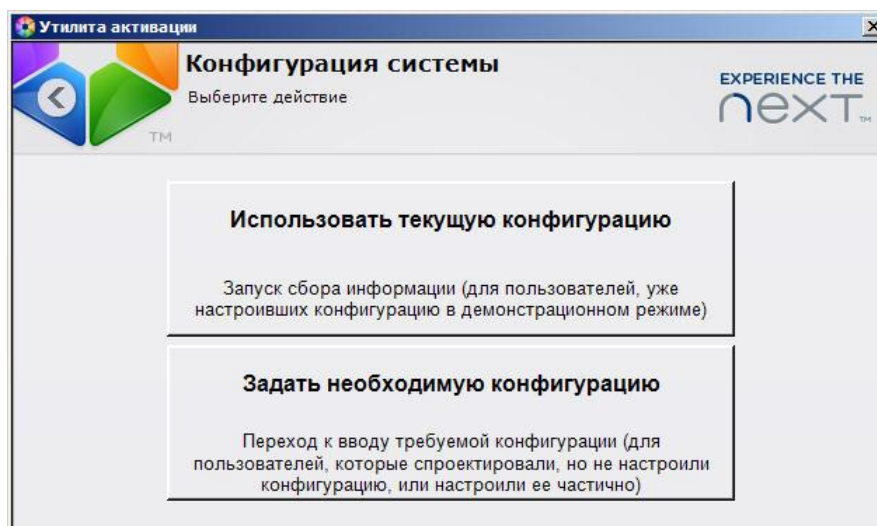 Утилита активации
Конфигурация системы
Выберите действие
EXPERIENCE THE
next™
TM
Использовать текущую конфигурацию
Запуск сбора информации (для пользователей, уже
настроивших конфигурацию в демонстрационном режиме)
Задать необходимую конфигурацию
Переход к вводу требуемой конфигурации (для
пользователей, которые спроектировали, но не настроили
конфигурацию, или настроили ее частично)